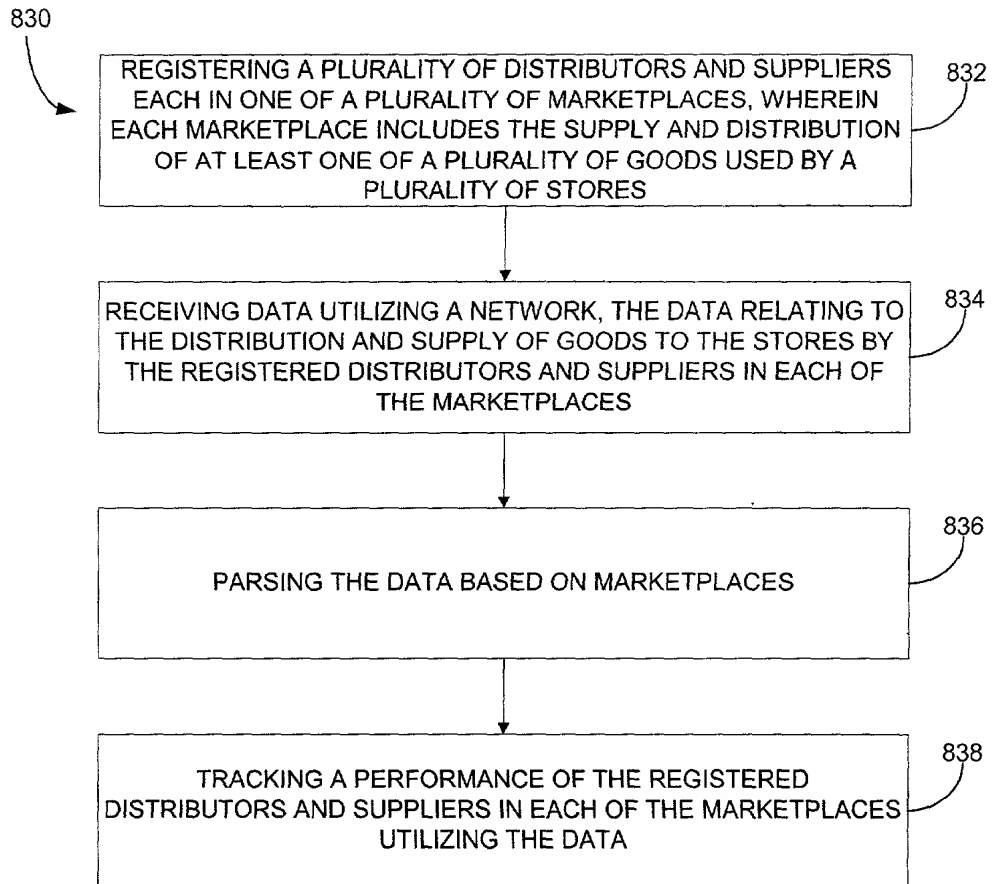 830
REGISTERING A PLURALITY OF DISTRIBUTORS AND SUPPLIERS
EACH IN ONE OF A PLURALITY OF MARKETPLACES, WHEREIN
EACH MARKETPLACE INCLUDES THE SUPPLY AND DISTRIBUTION
OF AT LEAST ONE OF A PLURALITY OF GOODS USED BY A
PLURALITY OF STORES
832
RECEIVING DATA UTILIZING A NETWORK, THE DATA RELATING TO
THE DISTRIBUTION AND SUPPLY OF GOODS TO THE STORES BY
THE REGISTERED DISTRIBUTORS AND SUPPLIERS IN EACH OF
THE MARKETPLACES
834
PARSING THE DATA BASED ON MARKETPLACES
836
TRACKING A PERFORMANCE OF THE REGISTERED
DISTRIBUTORS AND SUPPLIERS IN EACH OF THE MARKETPLACES
UTILIZING THE DATA
838